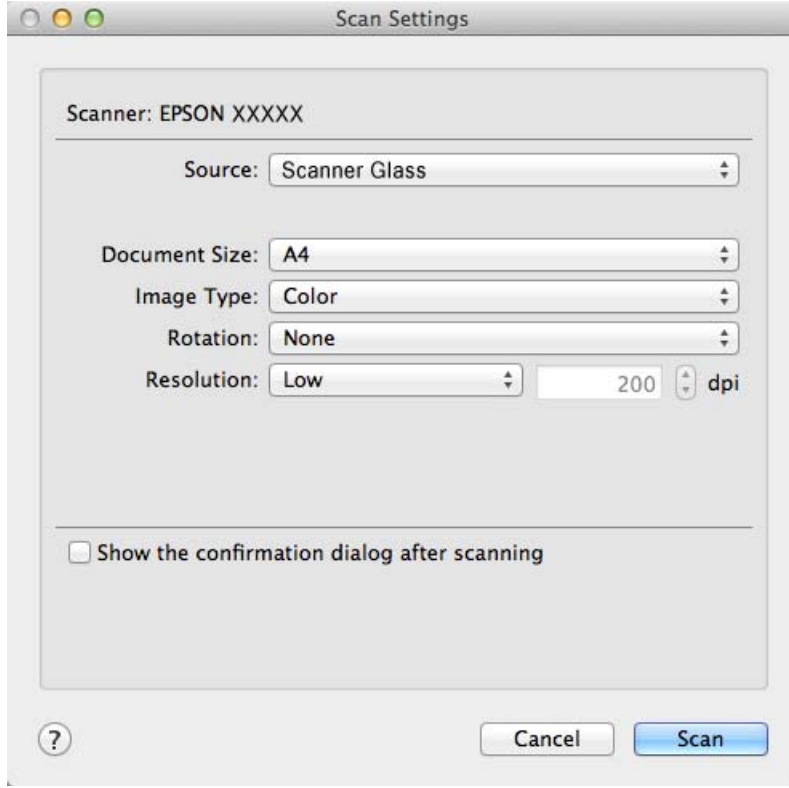 Scan Settings
Scanner: EPSON XXXXX
Source: Scanner Glass
Document Size: A4
Image Type: Color
Rotation: None
Resolution: Low 200 dpi
Show the confirmation dialog after scanning
? Cancel Scan